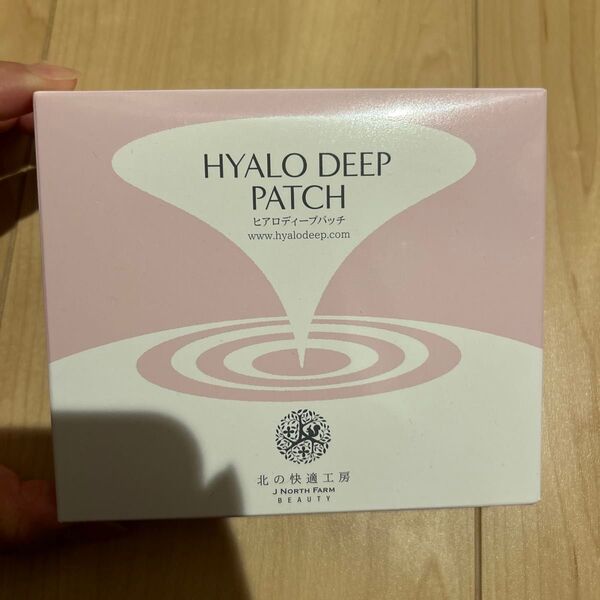 HYALO DEEP
PATCH
ヒアロディープパッチ
www.hyalodeep.com
北の快適工房
J NORTH FARM
BEAUTY